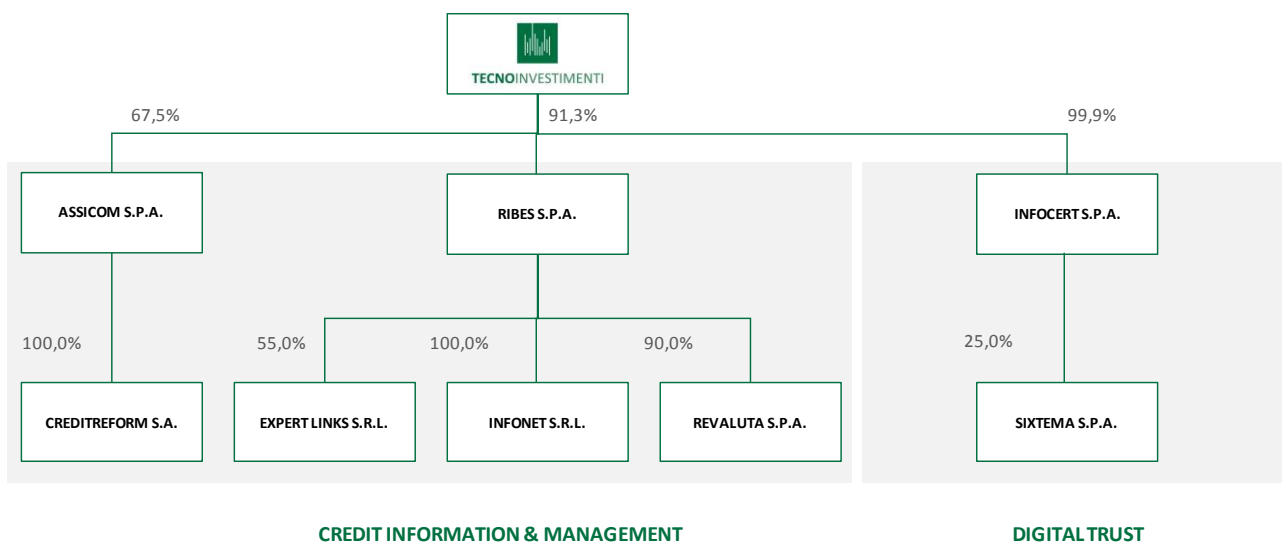 TECNOINVESTIMENTI
67,5%
91,3%
99,9%
ASSICOM S.P.A.
RIBES S.P.A.
INFOCERT S.P.A.
100,0%
55,0%
100,0%
90,0%
25,0%
CREDITREFORM S.A.
EXPERT LINKS S.R.L.
INFONET S.R.L.
REVALUTA S.P.A.
SIXTEMA S.P.A.
CREDIT INFORMATION & MANAGEMENT
DIGITAL TRUST